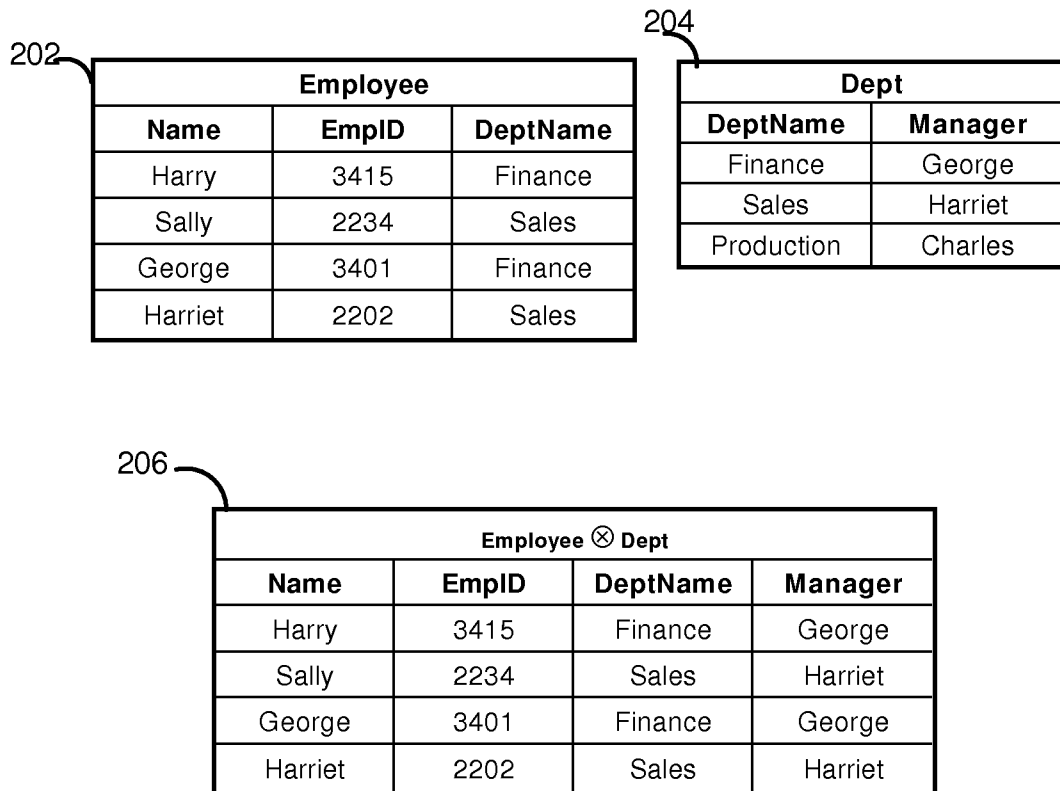 202
Employee
Name EmpID DeptName
Harry 3415 Finance
Sally 2234 Sales
George 3401 Finance
Harriet 2202 Sales
204
Dept
DeptName Manager
Finance George
Sales Harriet
Production Charles
206
Employee ⊗ Dept
Name EmpID DeptName Manager
Harry 3415 Finance George
Sally 2234 Sales Harriet
George 3401 Finance George
Harriet 2202 Sales Harriet